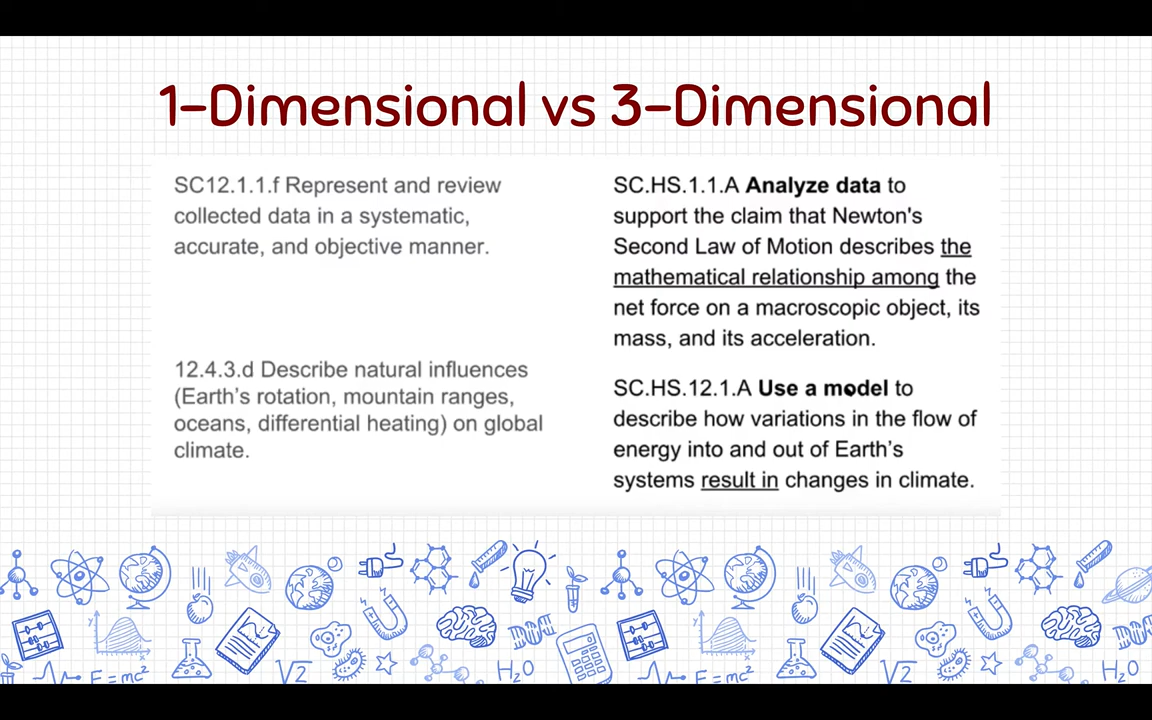 1-Dimensional vs 3-Dimensional
SC12.1.1.f Represent and review
collected data in a systematic,
accurate, and objective manner.
12.4.3.d Describe natural influences
(Earth's rotation, mountain ranges,
oceans, differential heating) on global
climate.
SC.HS.1.1.A Analyze data to
support the claim that Newton's
Second Law of Motion describes the
mathematical relationship among the
net force on a macroscopic object, its
mass, and its acceleration.
SC.HS.12.1.A Use a model to
describe how variations in the flow of
energy into and out of Earth's
systems result in changes in climate.
y
x
y
x
E=mc²
√2
H₂O
E=mc²
√2
H₂O